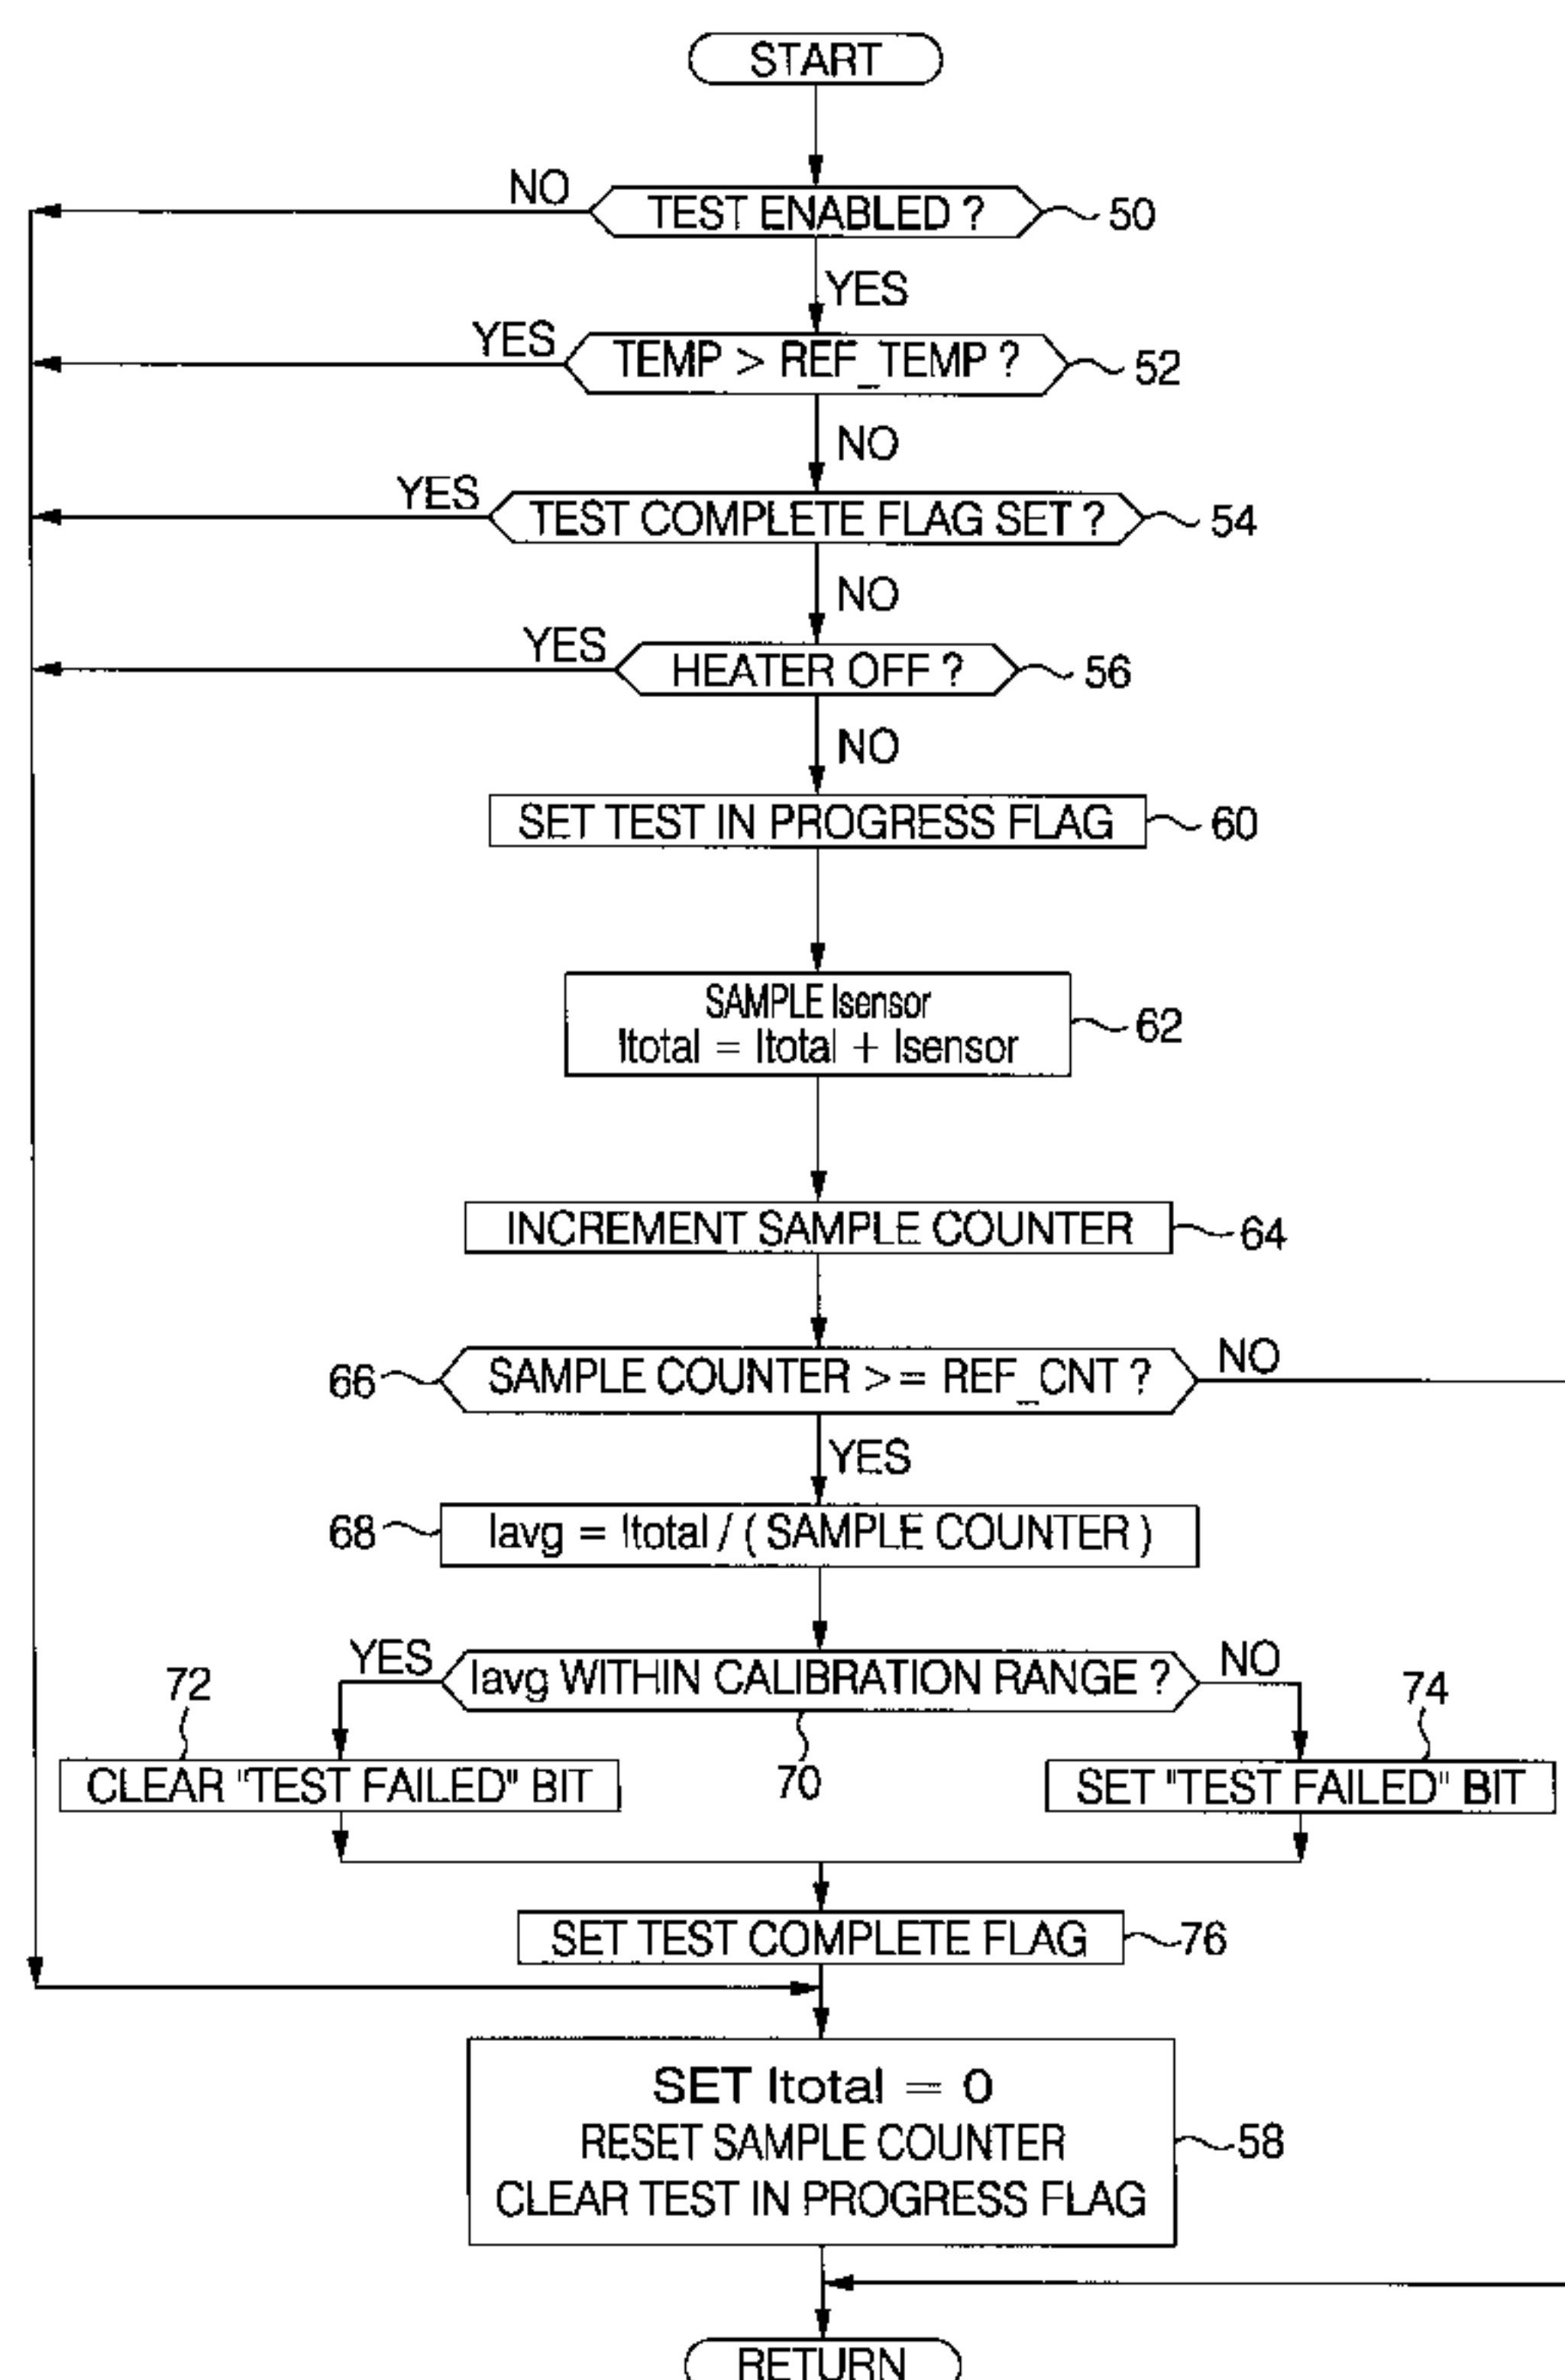 START
NO
TEST ENABLED ?
50
YES
YES
TEMP > REF_TEMP ?
52
NO
YES
TEST COMPLETE FLAG SET ?
54
NO
YES
HEATER OFF ?
56
NO
SET TEST IN PROGRESS FLAG
60
SAMPLE Isensor
Itotal = Itotal + Isensor
62
INCREMENT SAMPLE COUNTER
64
66
SAMPLE COUNTER >= REF_CNT ?
NO
YES
68
Iavg = Itotal / ( SAMPLE COUNTER )
YES
Iavg WITHIN CALIBRATION RANGE ?
NO
72
74
70
CLEAR "TEST FAILED" BIT
SET "TEST FAILED" BIT
SET TEST COMPLETE FLAG
76
SET Itotal = 0
RESET SAMPLE COUNTER
CLEAR TEST IN PROGRESS FLAG
58
RETURN